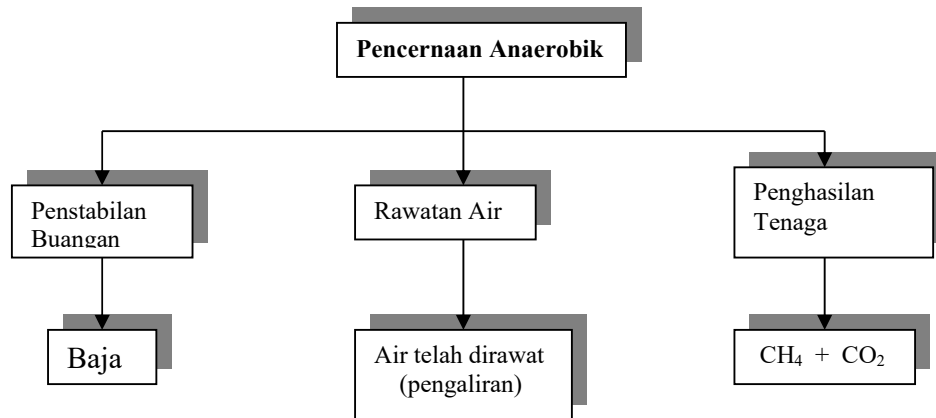 Pencernaan Anaerobik
Penstabilan
Buangan
Rawatan Air
Penghasilan
Tenaga
Baja
Air telah dirawat
(pengaliran)
CH₄ + CO₂